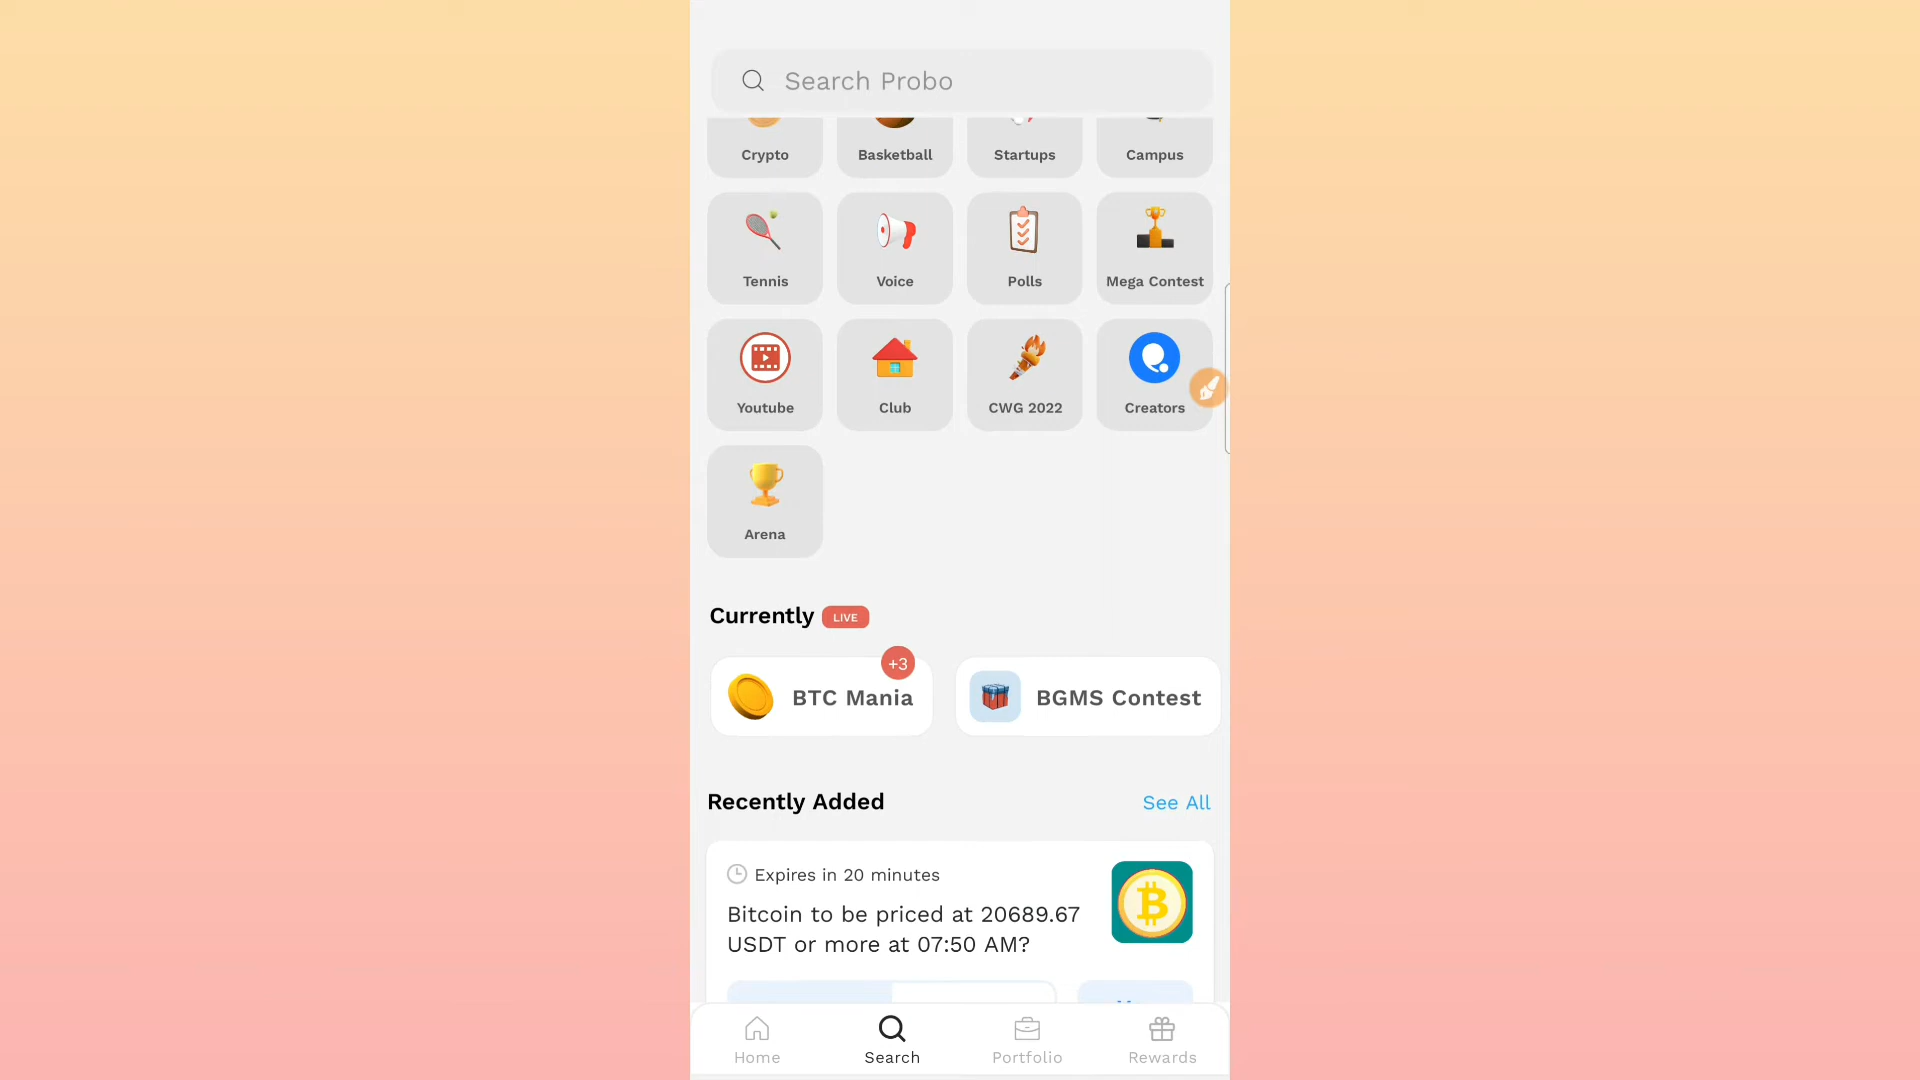 Search Probo
Crypto
Basketball
Startups
Campus
Tennis
Voice
Polls
Mega Contest
Youtube
Club
CWG 2022
Creators
Arena
Currently LIVE
+3
BTC Mania
BGMS Contest
Recently Added
See All
Expires in 20 minutes
Bitcoin to be priced at 20689.67
USDT or more at 07:50 AM?
Home
Search
Portfolio
Rewards